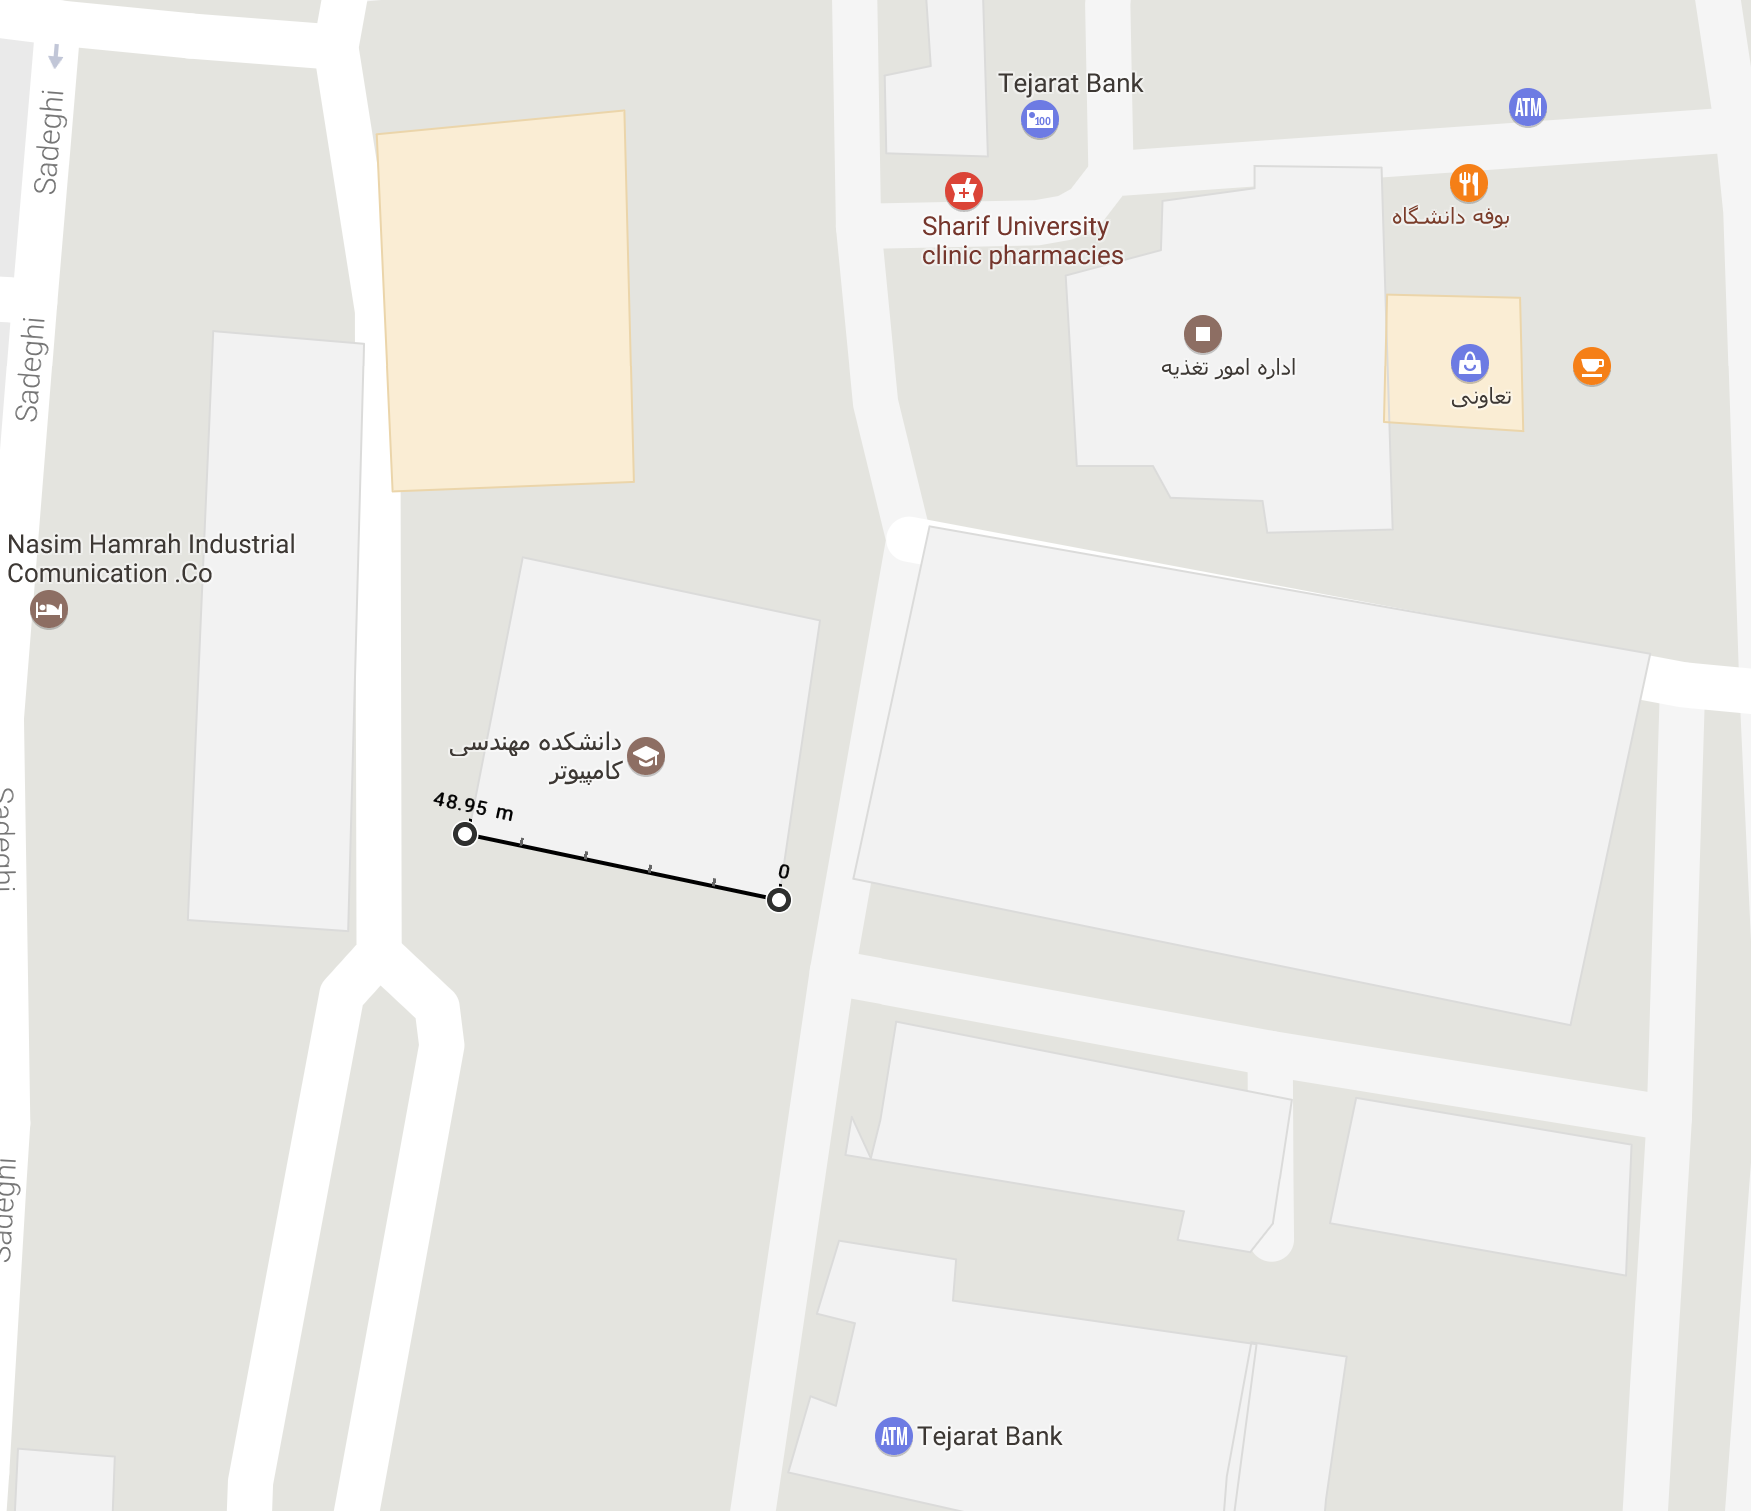 Sadeghi
Tejarat Bank
100
ATM
Sharif University
clinic pharmacies
بوفه دانشگاه
Sadeghi
اداره امور تغذیه
تعاونی
Nasim Hamrah Industrial
Comunication .Co
دانشکده مهندسی
کامپیوتر
48.95 m
0
Sadeghi
Sadeghi
ATM Tejarat Bank